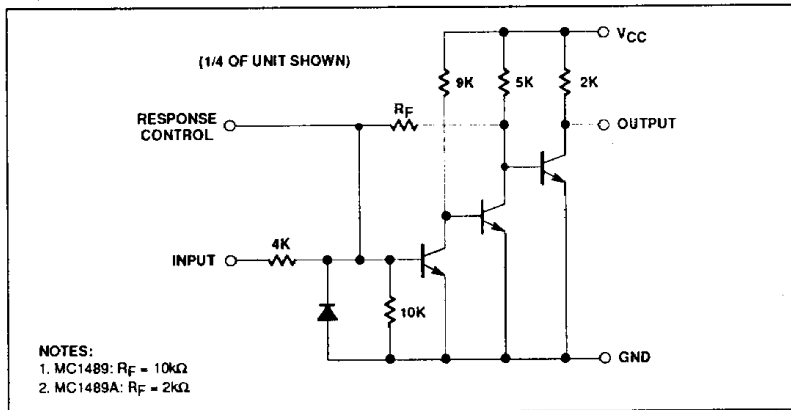 VCC
(1/4 OF UNIT SHOWN)
9K 5K 2K
RF
RESPONSE
CONTROL
OUTPUT
4K
INPUT
10K
NOTES:
1. MC1489: RF = 10kΩ
2. MC1489A: RF = 2kΩ
GND